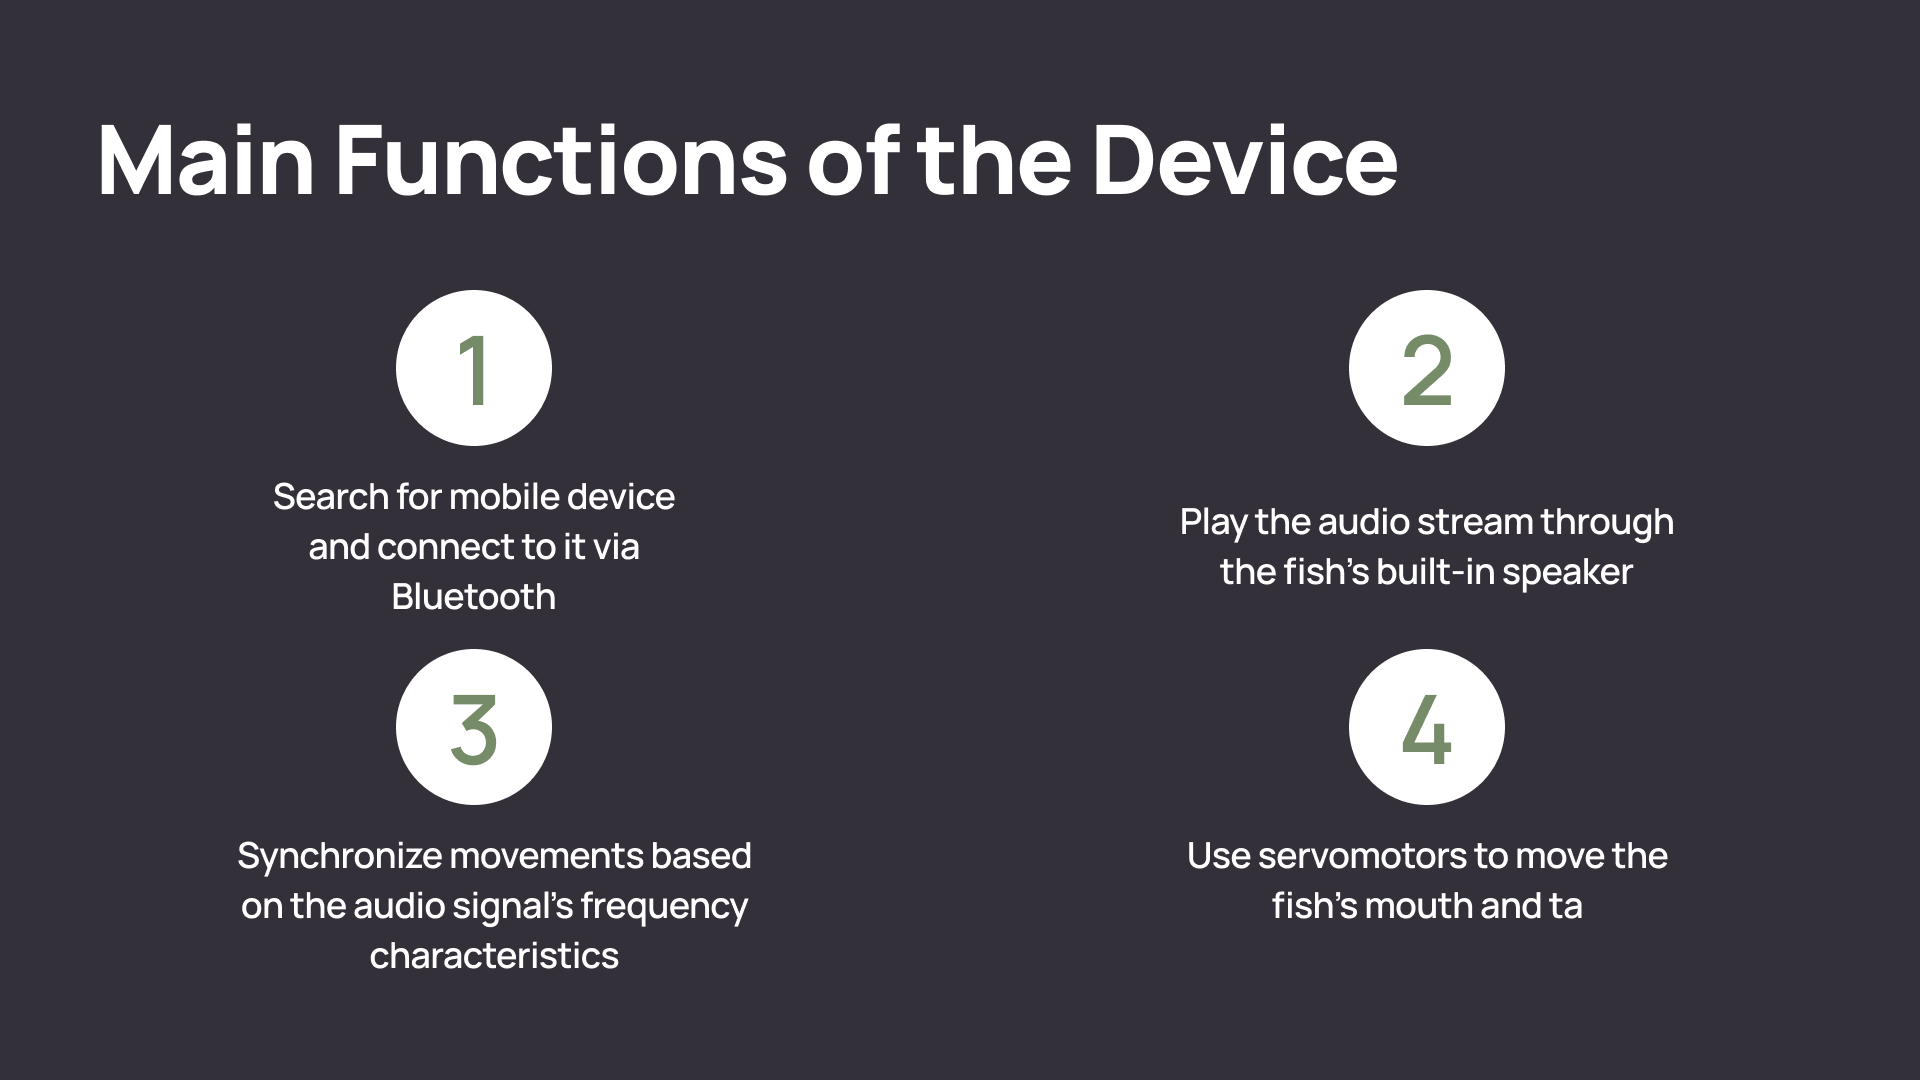 Main Functions of the Device
1
Search for mobile device
and connect to it via
Bluetooth
2
Play the audio stream through
the fish’s built-in speaker
3
Synchronize movements based
on the audio signal’s frequency
characteristics
4
Use servomotors to move the
fish’s mouth and ta